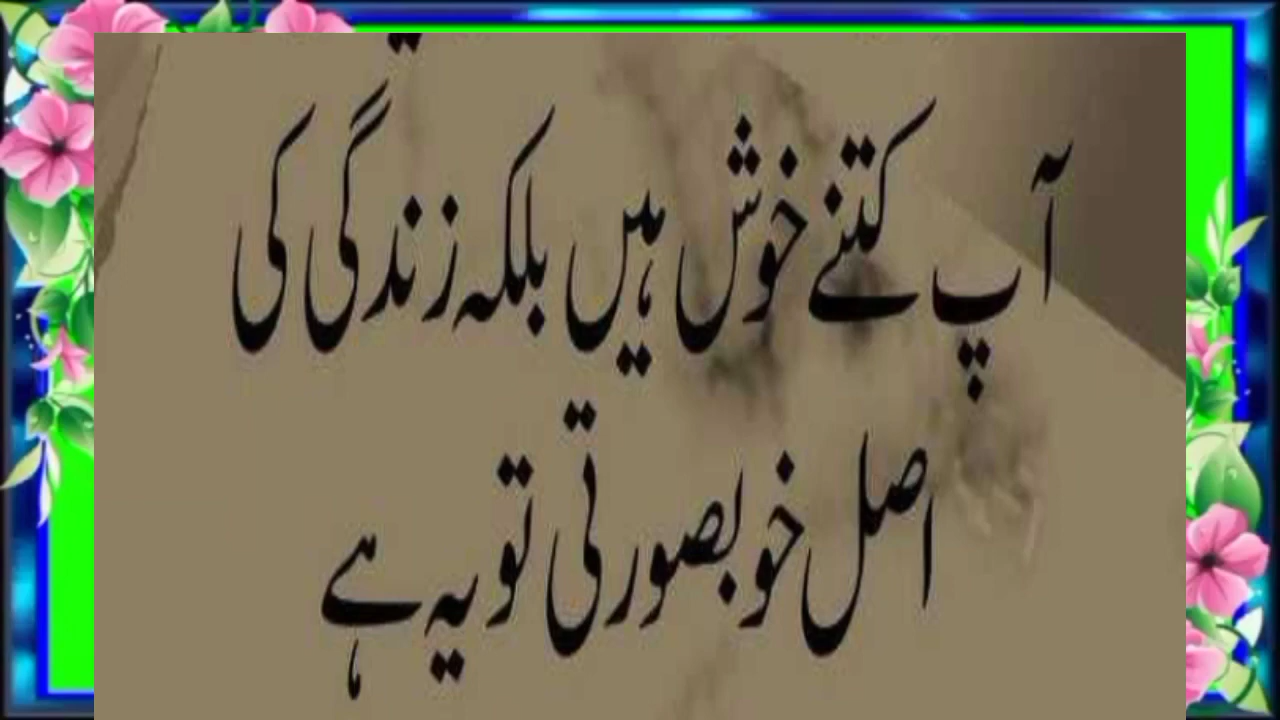 آپ کتنے خوش ہیں بلکہ زندگی کی
اصل خوبصورتی تو یہ ہے